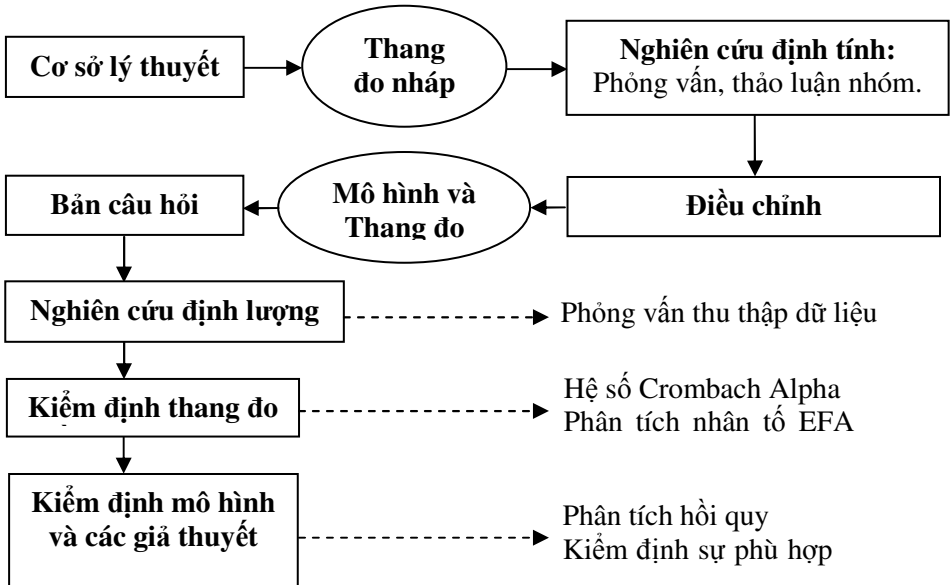 Cơ sở lý thuyết
Thang
đo nháp
Nghiên cứu định tính:
Phỏng vấn, thảo luận nhóm.
Điều chỉnh
Mô hình và
Thang đo
Bản câu hỏi
Nghiên cứu định lượng
Phỏng vấn thu thập dữ liệu
Kiểm định thang đo
Hệ số Crombach Alpha
Phân tích nhân tố EFA
Kiểm định mô hình
và các giả thuyết
Phân tích hồi quy
Kiểm định sự phù hợp